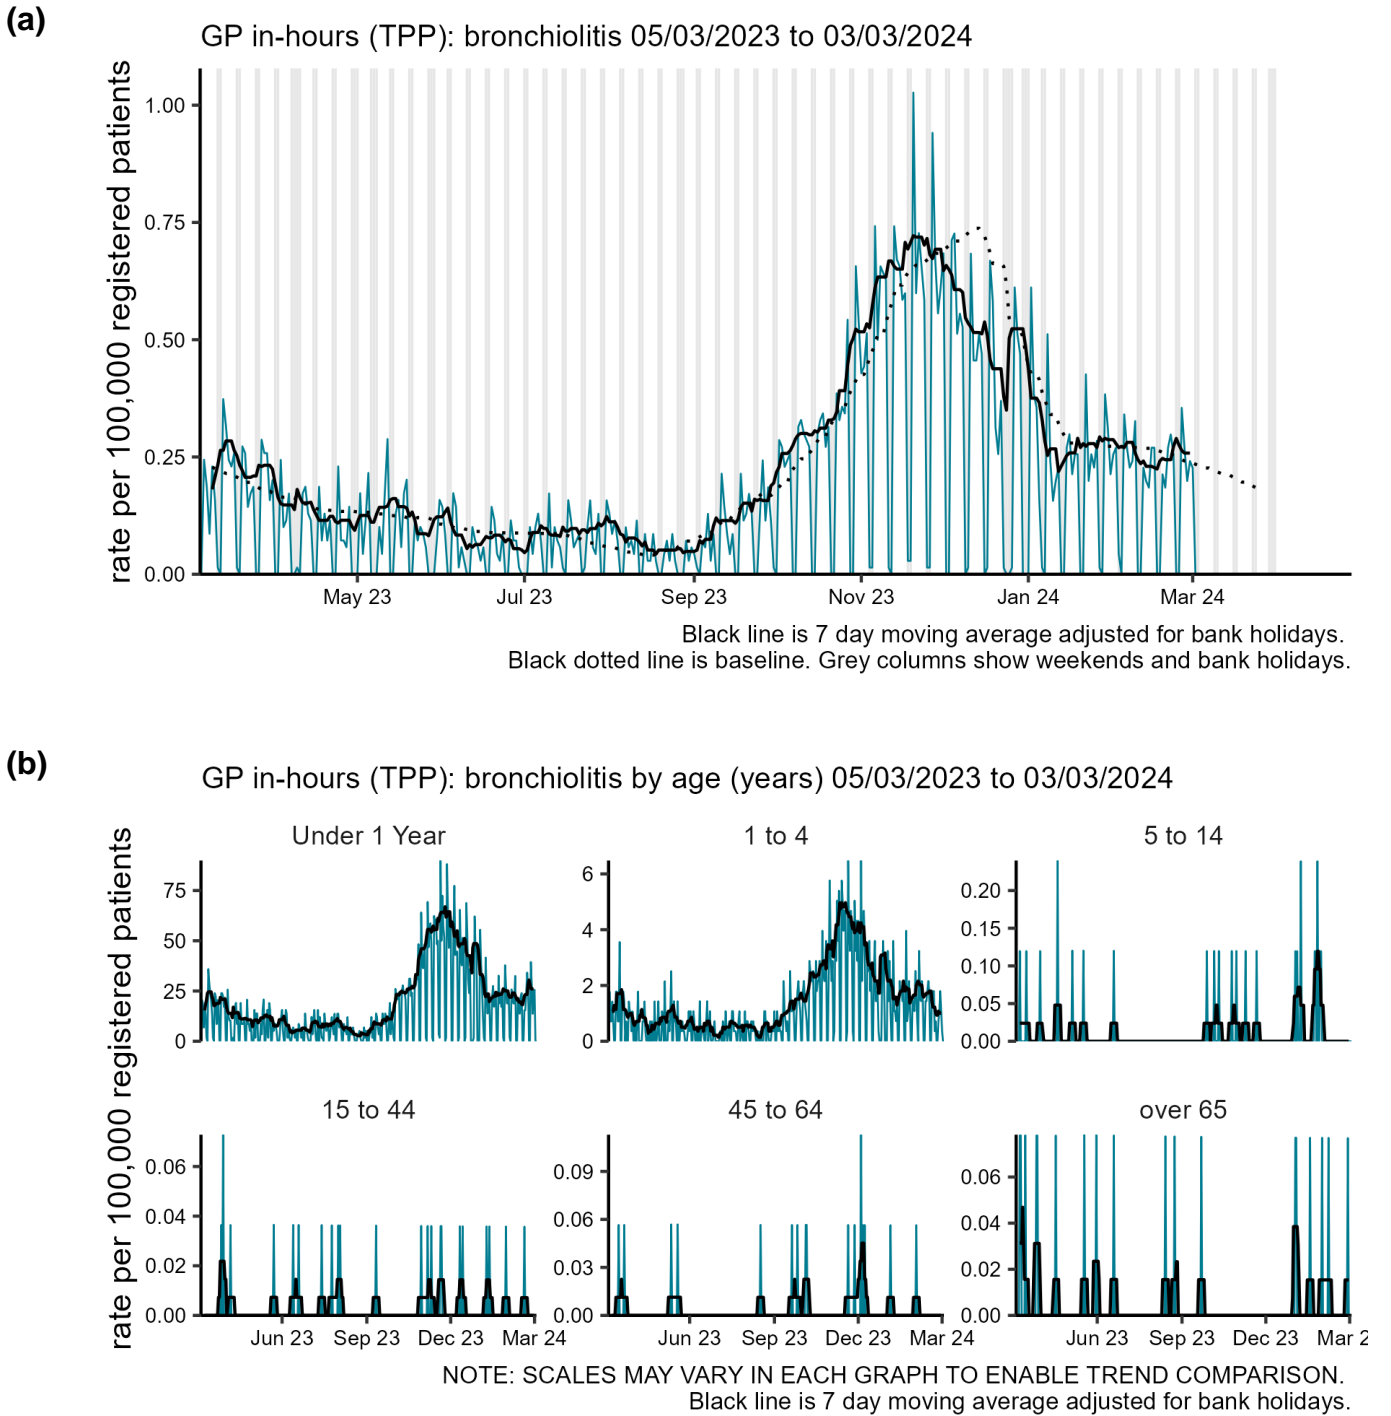 (a)
GP in-hours (TPP): bronchiolitis 05/03/2023 to 03/03/2024
rate per 100,000 registered patients
1.00
0.75
0.50
0.25
0.00
May 23 Jul 23 Sep 23 Nov 23 Jan 24 Mar 24
Black line is 7 day moving average adjusted for bank holidays.
Black dotted line is baseline. Grey columns show weekends and bank holidays.
(b)
GP in-hours (TPP): bronchiolitis by age (years) 05/03/2023 to 03/03/2024
rate per 100,000 registered patients
Under 1 Year
75
50
25
0
1 to 4
6
4
2
0
5 to 14
0.20
0.15
0.10
0.05
0.00
15 to 44
0.06
0.04
0.02
0.00
Jun 23 Sep 23 Dec 23 Mar 24
45 to 64
0.09
0.06
0.03
0.00
Jun 23 Sep 23 Dec 23 Mar 24
over 65
0.06
0.04
0.02
0.00
Jun 23 Sep 23 Dec 23 Mar 2
NOTE: SCALES MAY VARY IN EACH GRAPH TO ENABLE TREND COMPARISON.
Black line is 7 day moving average adjusted for bank holidays.